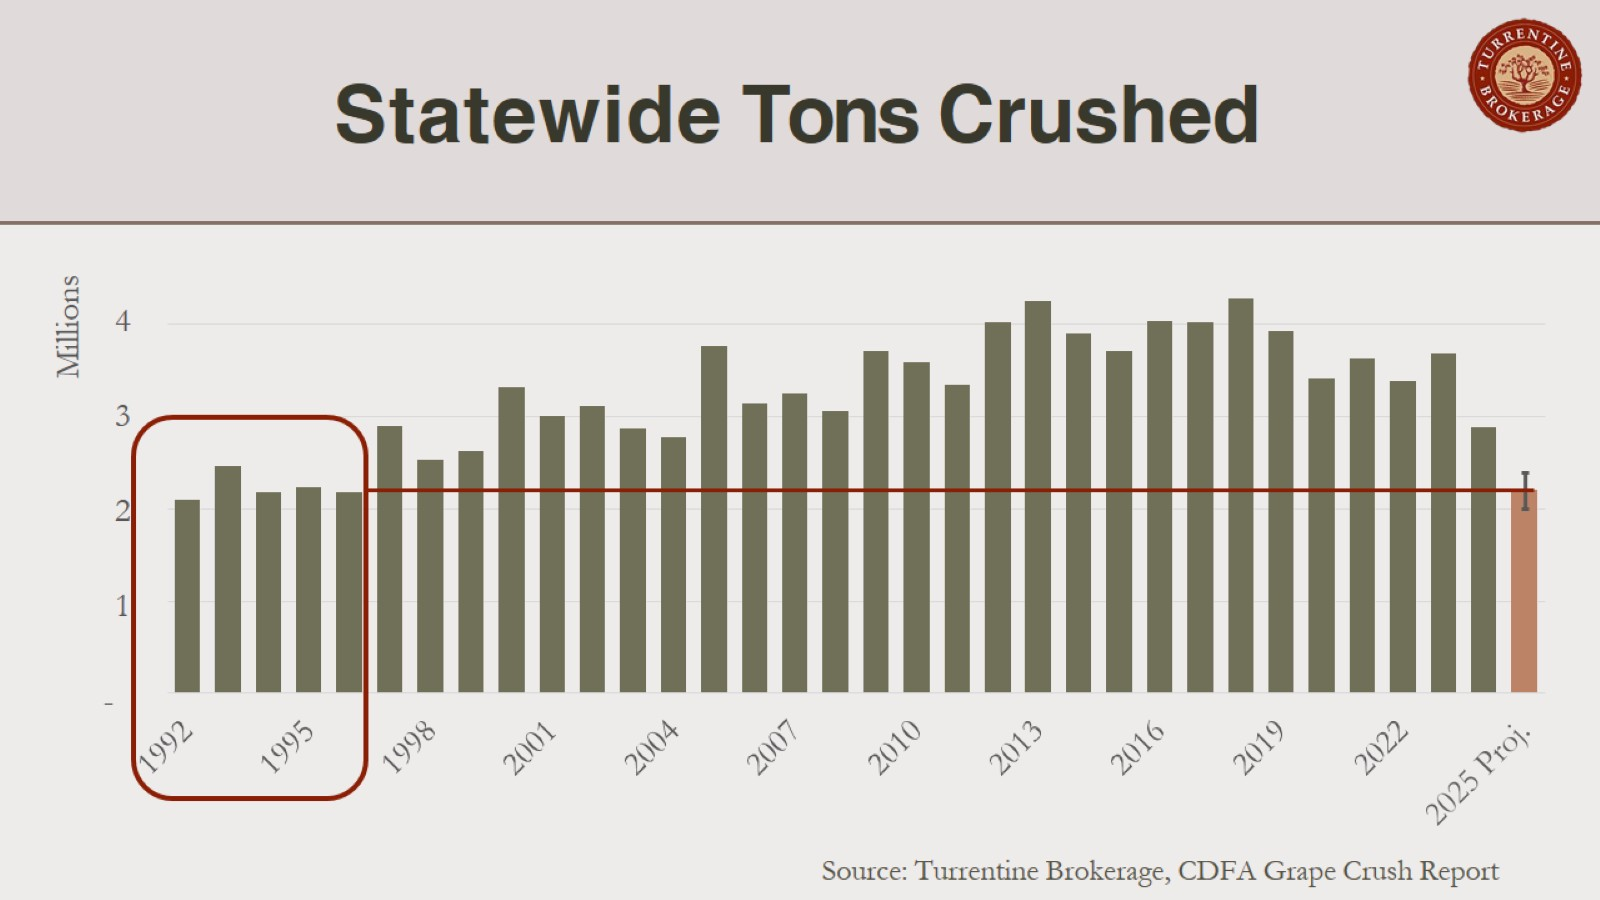 Statewide Tons Crushed
TURRENTINE
BROKERAGE
Millions
4
3
2
1
-
1992
1995
1998
2001
2004
2007
2010
2013
2016
2019
2022
2025 Proj.
Source: Turrentine Brokerage, CDFA Grape Crush Report